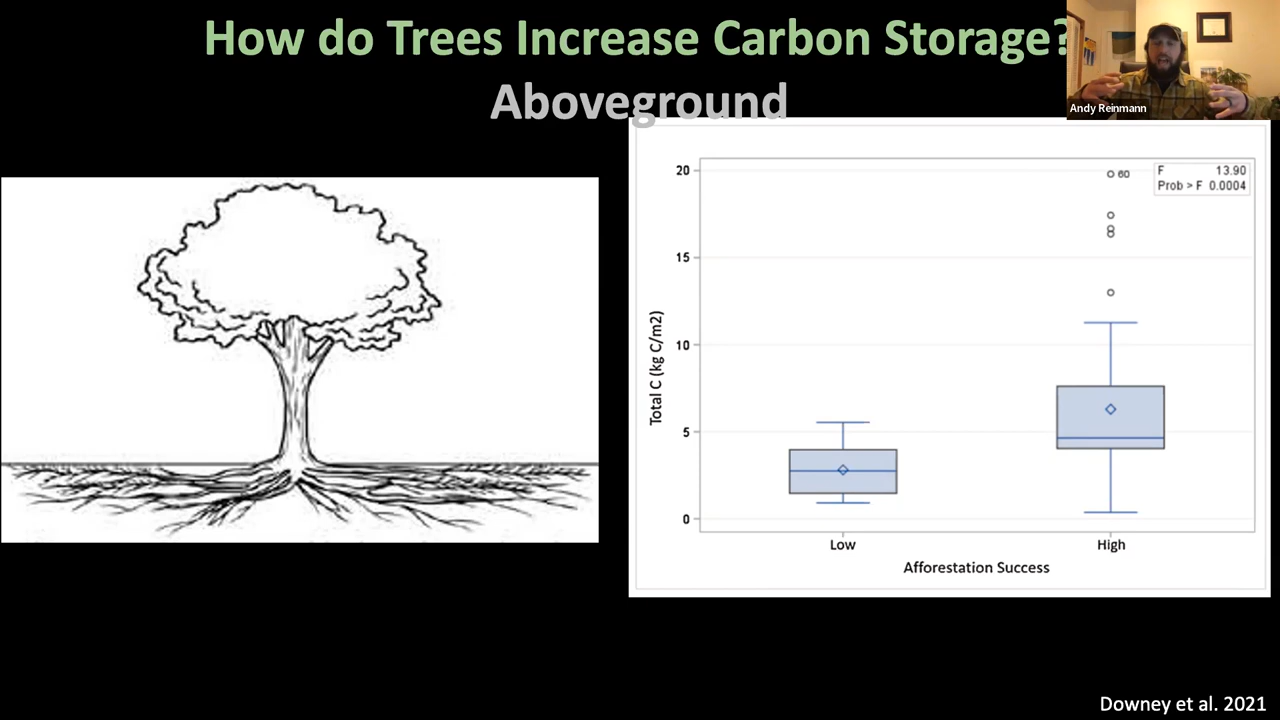 How do Trees Increase Carbon Storage?
Aboveground
Andy Reinmann
20
15
10
5
0
Total C (kg C/m2)
60
F 13.90
Prob > F 0.0004
Low
High
Afforestation Success
Downey et al. 2021